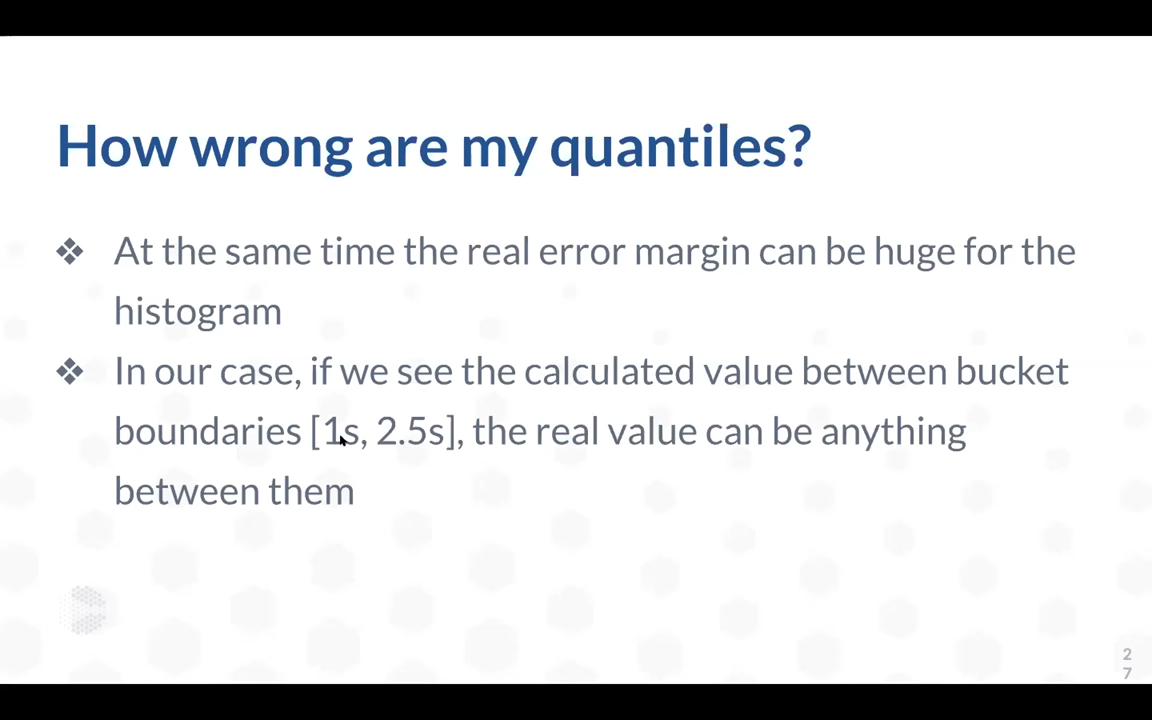 How wrong are my quantiles?
❖ At the same time the real error margin can be huge for the
histogram
❖ In our case, if we see the calculated value between bucket
boundaries [1s, 2.5s], the real value can be anything
between them
2
7